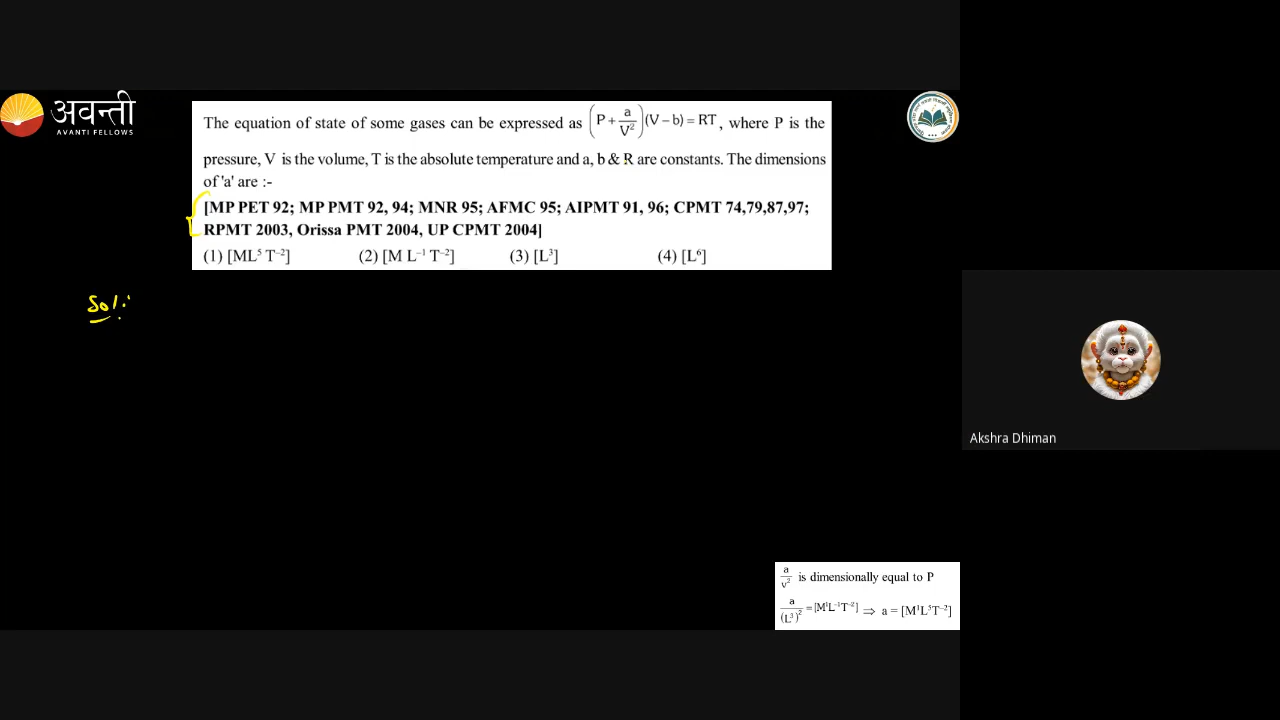 अवन्ती
AVANTI FELLOWS
The equation of state of some gases can be expressed as (P + a/V²)(V – b) = RT, where P is the
pressure, V is the volume, T is the absolute temperature and a, b & R are constants. The dimensions
of 'a' are :-
[MP PET 92; MP PMT 92, 94; MNR 95; AFMC 95; AIPMT 91, 96; CPMT 74,79,87,97;
RPMT 2003, Orissa PMT 2004, UP CPMT 2004]
(1) [ML⁵ T⁻²] (2) [M L⁻¹ T⁻²] (3) [L³] (4) [L⁶]
Sol:
Akshra Dhiman
a/v² is dimensionally equal to P
a/(L³)² = [M¹L⁻¹T⁻²] ⇒ a = [M¹L⁵T⁻²]